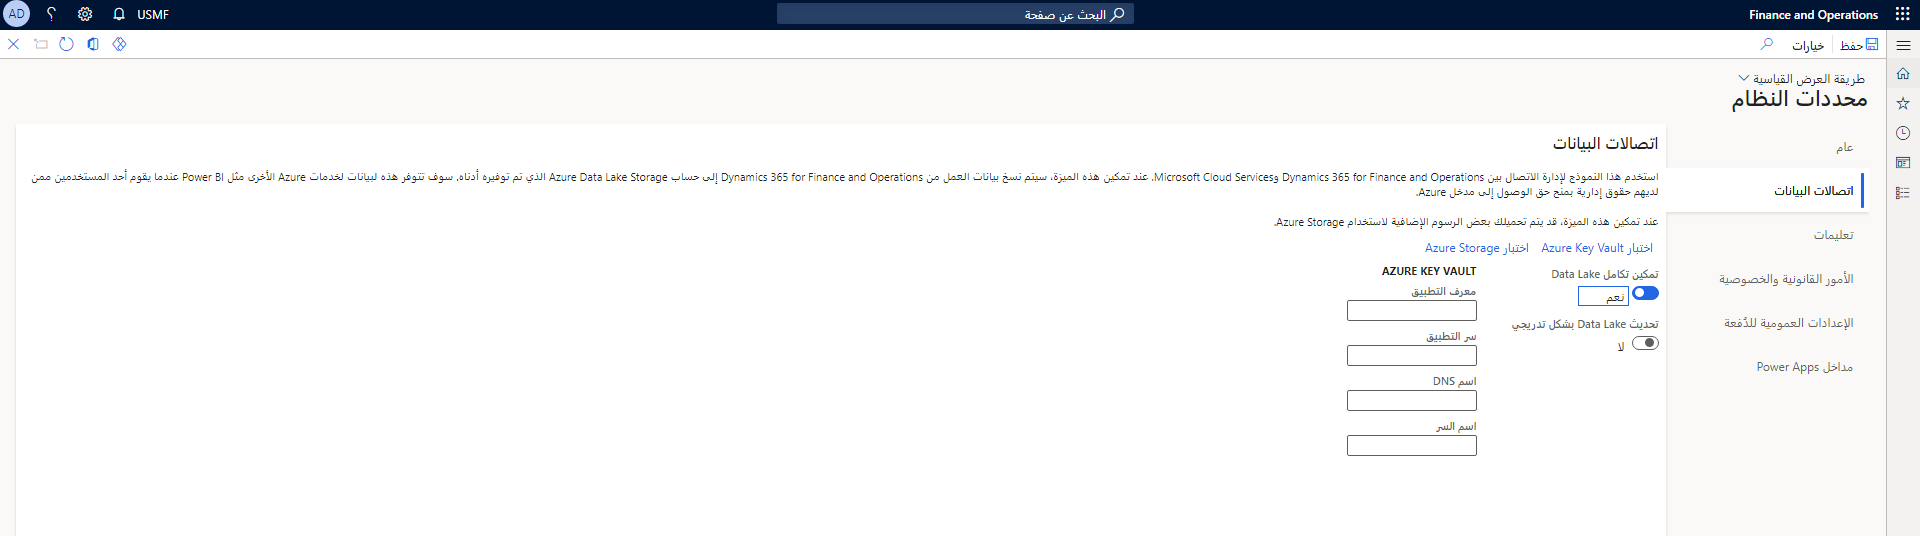 Finance and Operations
البحث عن صفحة
USMF
AD
حفظ
خيارات
طريقة العرض القياسية
محددات النظام
عام
اتصالات البيانات
تعليمات
الأمور القانونية والخصوصية
الإعدادات العمومية للدُفعة
مداخل Power Apps
اتصالات البيانات
استخدم هذا النموذج لإدارة الاتصال بين Dynamics 365 for Finance and Operations وMicrosoft Cloud Services. عند تمكين هذه الميزة، سيتم نسخ بيانات العمل من Dynamics 365 for Finance and Operations إلى حساب Azure Data Lake Storage الذي تم توفيره أدناه. سوف تتوفر هذه لبيانات لخدمات Azure الأخرى مثل Power BI عندما يقوم أحد المستخدمين ممن
لديهم حقوق إدارية بمنح حق الوصول إلى مدخل Azure.
عند تمكين هذه الميزة، قد يتم تحميلك بعض الرسوم الإضافية لاستخدام Azure Storage.
اختبار Azure Key Vault
اختبار Azure Storage
تمكين تكامل Data Lake
نعم
تحديث Data Lake بشكل تدريجي
لا
AZURE KEY VAULT
معرف التطبيق
سر التطبيق
اسم DNS
اسم السر